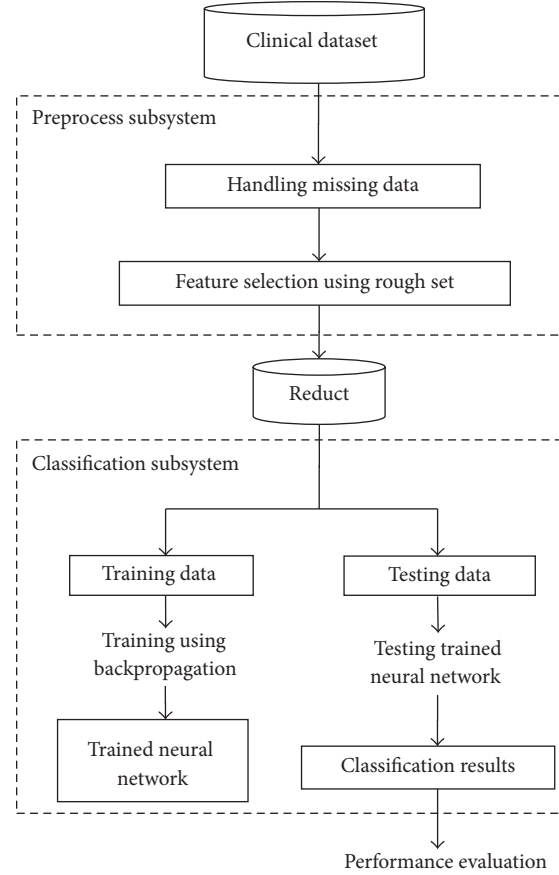 Clinical dataset
Preprocess subsystem
Handling missing data
Feature selection using rough set
Reduct
Classification subsystem
Training data
Testing data
Training using
backpropagation
Testing trained
neural network
Trained neural
network
Classification results
Performance evaluation